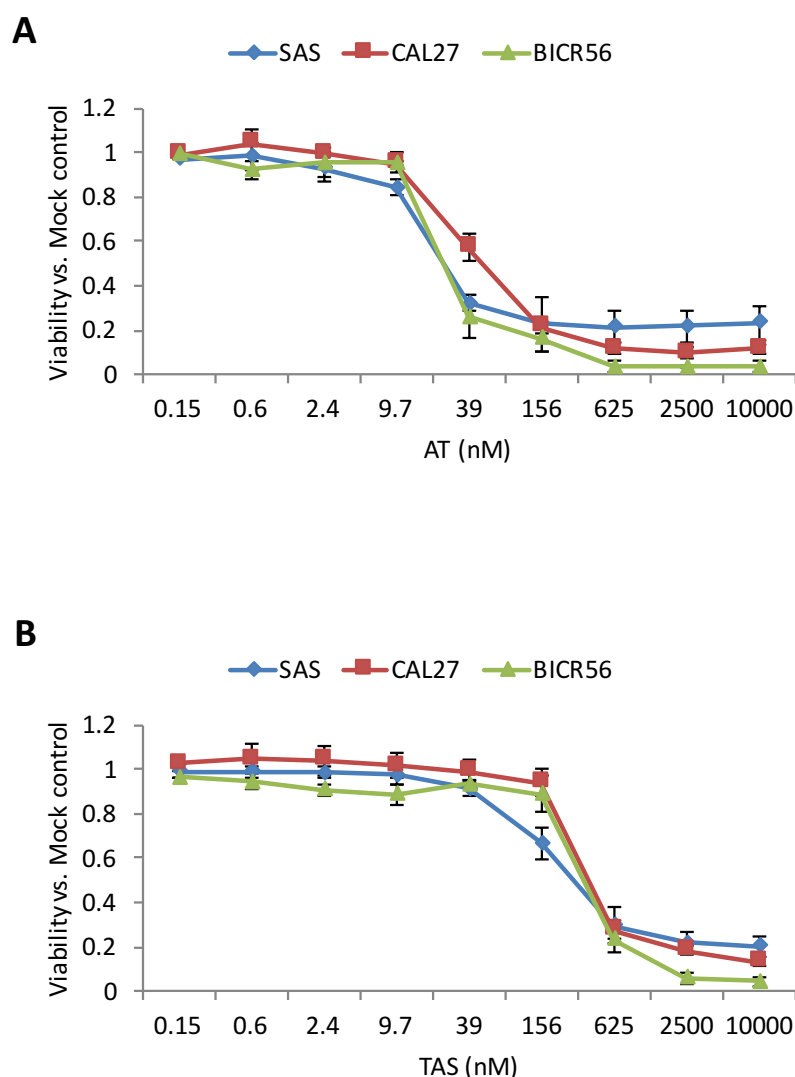 A
SAS CAL27 BICR56
Viability vs. Mock control
1.2
1
0.8
0.6
0.4
0.2
0
0.15 0.6 2.4 9.7 39 156 625 2500 10000
AT (nM)
B
SAS CAL27 BICR56
Viability vs. Mock control
1.2
1
0.8
0.6
0.4
0.2
0
0.15 0.6 2.4 9.7 39 156 625 2500 10000
TAS (nM)